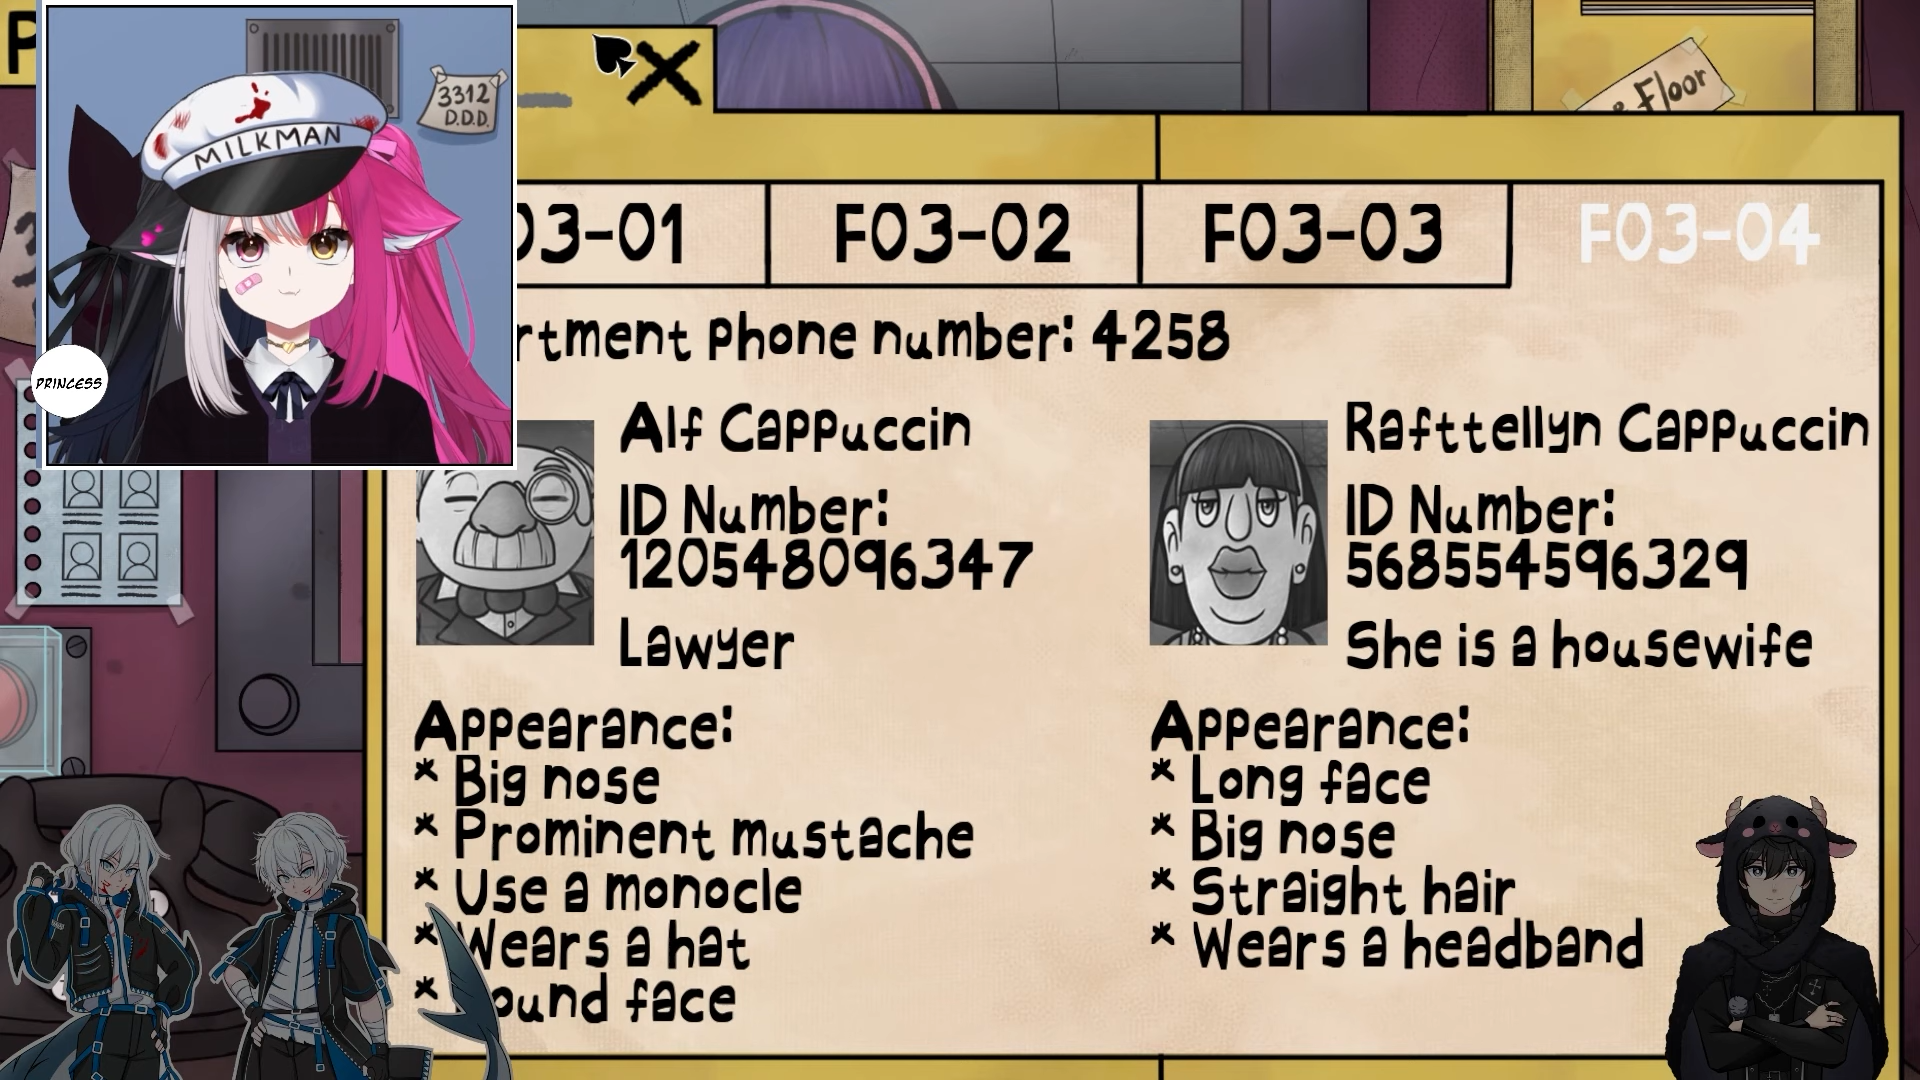 P
3312
D.D.D.
MILKMAN
& Floor
03-01
F03-02
F03-03
F03-04
PRINCESS
rtment phone number: 4258
Alf Cappuccin
ID Number:
120548096347
Lawyer
Appearance:
* Big nose
* Prominent mustache
* Use a monocle
* Wears a hat
* ound face
Rafttellyn Cappuccin
ID Number:
568554596329
She is a housewife
Appearance:
* Long face
* Big nose
* Straight hair
* Wears a headband